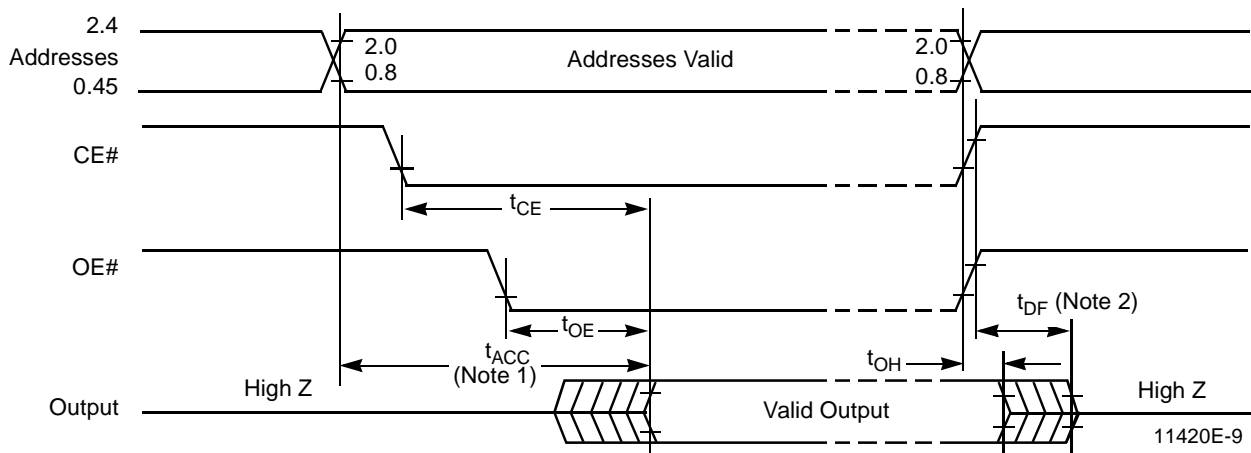 2.4
Addresses
0.45
2.0
0.8
Addresses Valid
2.0
0.8
CE#
tCE
OE#
tOE
tDF (Note 2)
tACC
(Note 1)
tOH
Output
High Z
Valid Output
High Z
11420E-9